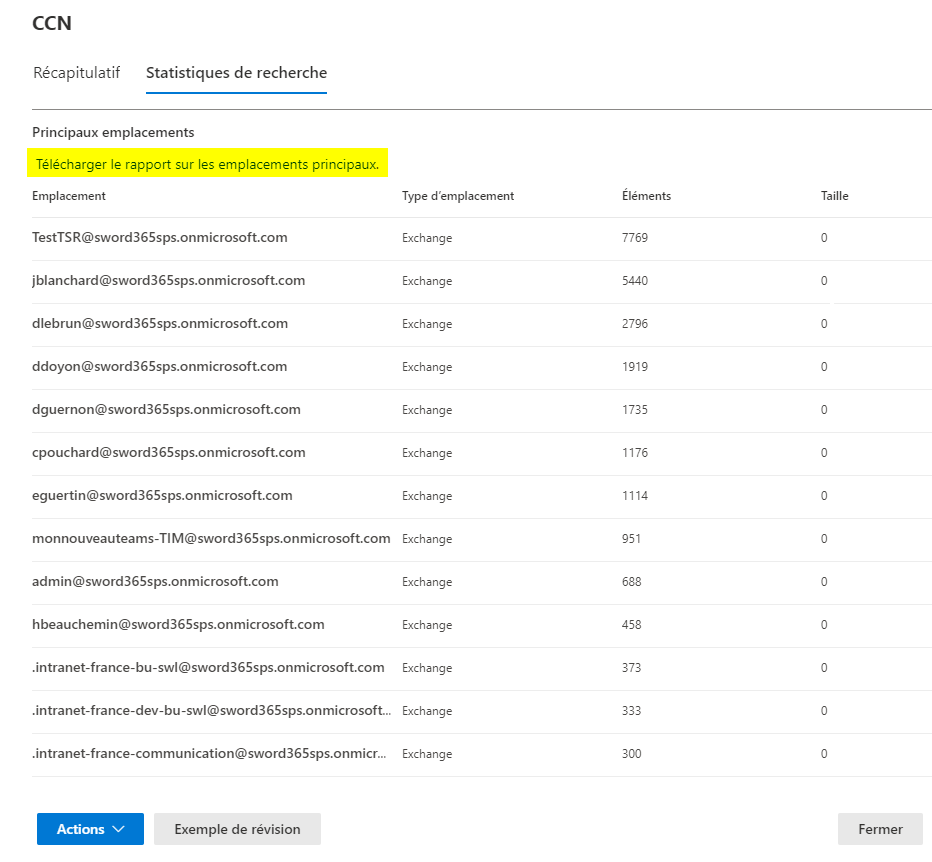 CCN
Récapitulatif Statistiques de recherche
Principaux emplacements
Télécharger le rapport sur les emplacements principaux.
Emplacement Type d’emplacement Éléments Taille
TestTSR@sword365sps.onmicrosoft.com Exchange 7769 0
jblanchard@sword365sps.onmicrosoft.com Exchange 5440 0
dlebrun@sword365sps.onmicrosoft.com Exchange 2796 0
ddoyon@sword365sps.onmicrosoft.com Exchange 1919 0
dguernon@sword365sps.onmicrosoft.com Exchange 1735 0
cpouchard@sword365sps.onmicrosoft.com Exchange 1176 0
eguertin@sword365sps.onmicrosoft.com Exchange 1114 0
monnouveauteams-TIM@sword365sps.onmicrosoft.com Exchange 951 0
admin@sword365sps.onmicrosoft.com Exchange 688 0
hbeauchemin@sword365sps.onmicrosoft.com Exchange 458 0
.intranet-france-bu-swl@sword365sps.onmicrosoft.com Exchange 373 0
.intranet-france-dev-bu-swl@sword365sps.onmicrosoft... Exchange 333 0
.intranet-france-communication@sword365sps.onmicr... Exchange 300 0
Actions Exemple de révision Fermer